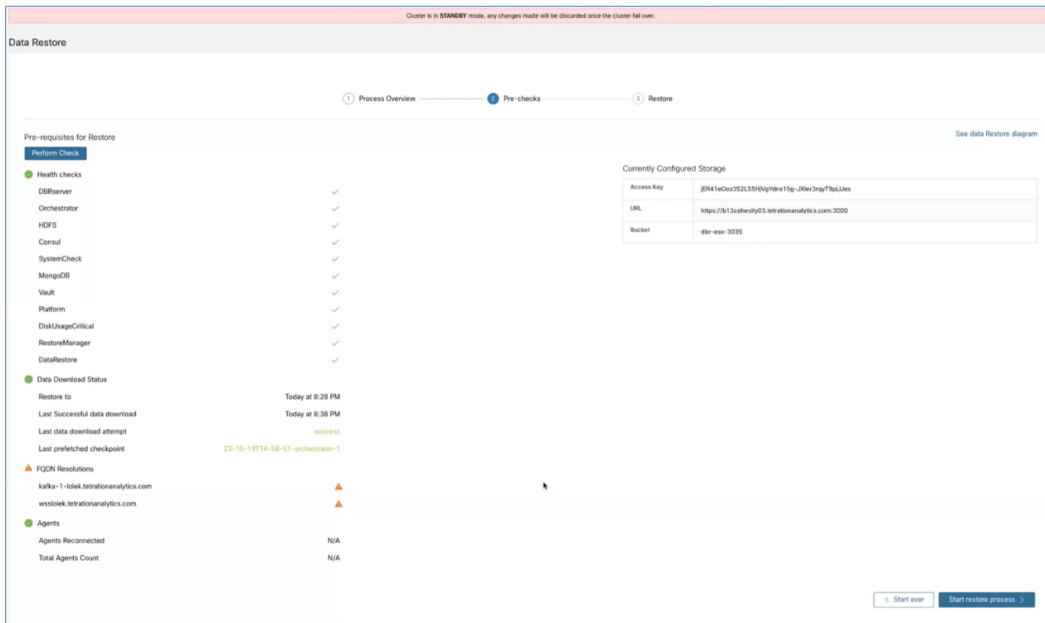 Cluster is in STANDBY mode, any changes made will be discarded once the cluster fail over.
Data Restore
1 Process Overview
2 Pre-checks
3 Restore
Pre-requisites for Restore
See data Restore diagram
Perform Check
Health checks
DBRserver
Orchestrator
HDFS
Consul
SystemCheck
MongoDB
Vault
Platform
DiskUsageCritical
RestoreManager
DataRestore
Data Download Status
Restore to Today at 8:28 PM
Last Successful data download Today at 8:38 PM
Last data download attempt success
Last prefetched checkpoint 23-10-19T14-58-51-orchestrator-1
FQDN Resolutions
kafka-1-lolek.tetrationanalytics.com
wsslolek.tetrationanalytics.com
Agents
Agents Reconnected N/A
Total Agents Count N/A
Currently Configured Storage
Access Key
URL https://b13cohesity03.tetrationanalytics.com:3000
Bucket dbr-esx-3035
< Start over
Start restore process >